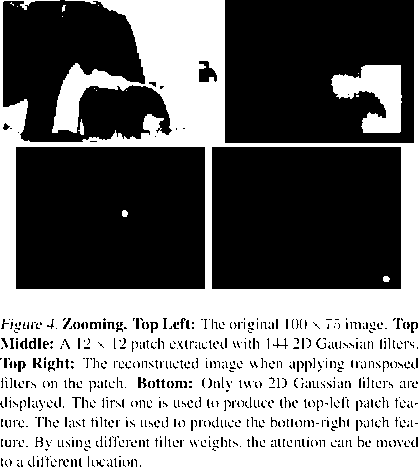 Figure 4. Zooming. Top Left: The original 100 × 75 image. Top
Middle: A 12 × 12 patch extracted with 144 2D Gaussian filters.
Top Right: The reconstructed image when applying transposed
filters on the patch. Bottom: Only two 2D Gaussian filters are
displayed. The first one is used to produce the top-left patch fea-
ture. The last filter is used to produce the bottom-right patch fea-
ture. By using different filter weights, the attention can be moved
to a different location.